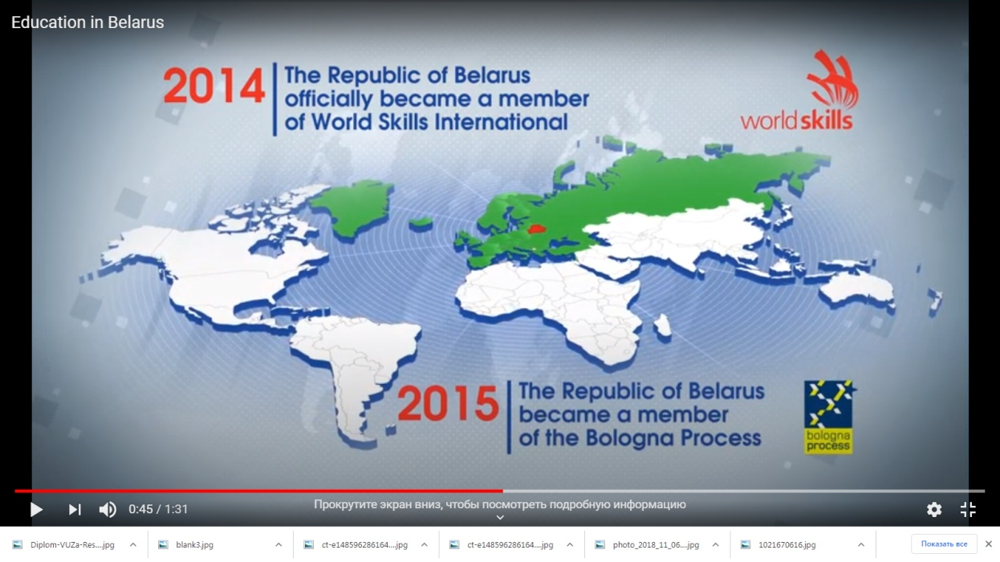 Education in Belarus
2014
The Republic of Belarus
officially became a member
of World Skills International
world skills
2015
The Republic of Belarus
became a member
of the Bologna Process
bologna
process
0:45 / 1:31
Прокрутите экран вниз, чтобы посмотреть подробную информацию
Diplom-VUZa-Res....jpg
blank3.jpg
ct-e148596286164....jpg
ct-e148596286164....jpg
photo_2018_11_06....jpg
1021670616.jpg
Показать все